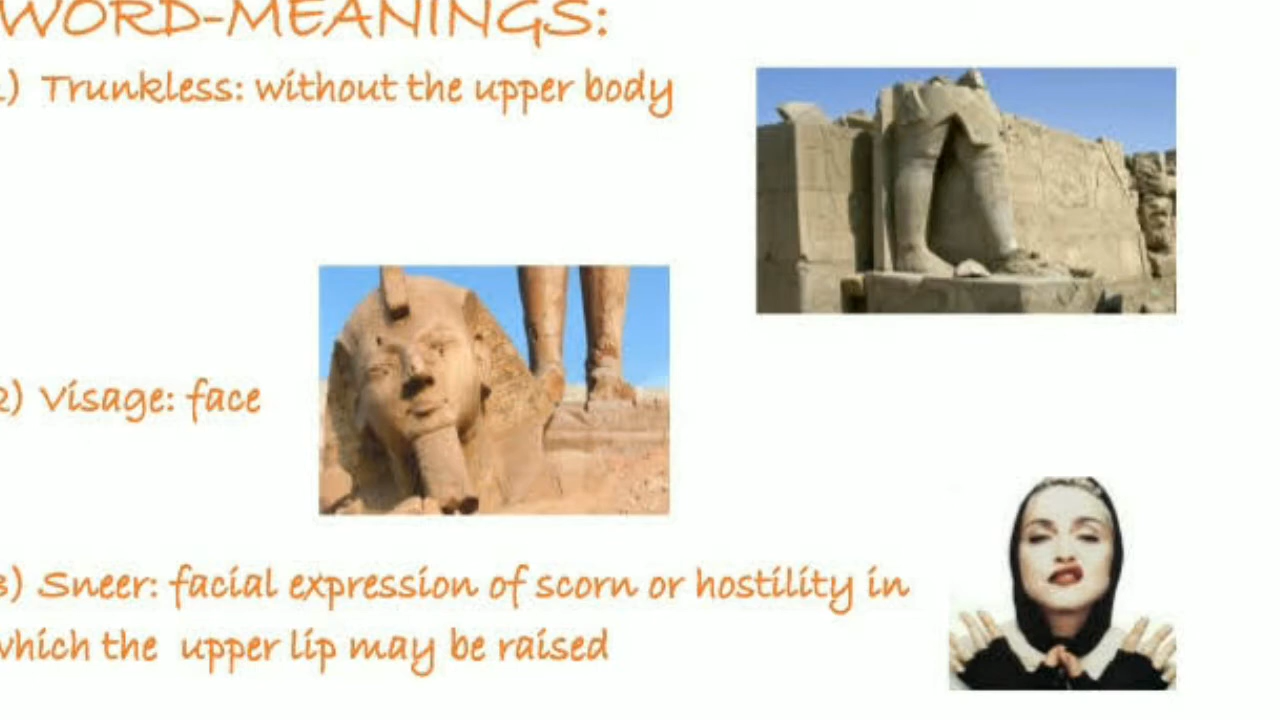 WORD-MEANINGS:
1) Trunkless: without the upper body
2) Visage: face
3) Sneer: facial expression of scorn or hostility in
which the upper lip may be raised